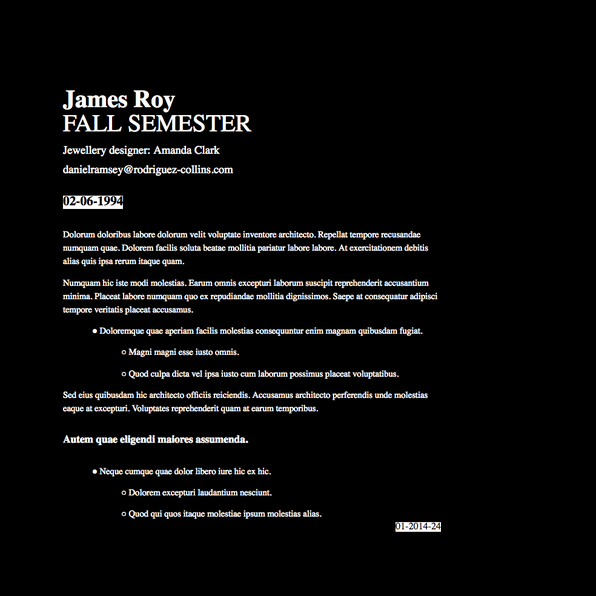 James Roy
FALL SEMESTER
Jewellery designer: Amanda Clark
danielramsey@rodriguez-collins.com
02-06-1994
Dolorum doloribus labore dolorum velit voluptate inventore architecto. Repellat tempore recusandae
numquam quae. Dolorem facilis soluta beatae mollitia pariatur labore labore. At exercitationem debitis
alias quis ipsa rerum itaque quam.
Numquam hic iste modi molestias. Earum omnis excepturi laborum suscipit reprehenderit accusantium
minima. Placeat labore numquam quo ex repudiandae mollitia dignissimos. Saepe at consequatur adipisci
tempore veritatis placeat accusamus.
● Doloremque quae aperiam facilis molestias consequuntur enim magnam quibusdam fugiat.
○ Magni magni esse iusto omnis.
○ Quod culpa dicta vel ipsa iusto cum laborum possimus placeat voluptatibus.
Sed eius quibusdam hic architecto officiis reiciendis. Accusamus architecto perferendis unde molestias
eaque at excepturi. Voluptates reprehenderit quam at earum temporibus.
Autem quae eligendi maiores assumenda.
● Neque cumque quae dolor libero iure hic ex hic.
○ Dolorem excepturi laudantium nesciunt.
○ Quod qui quos itaque molestiae ipsum molestias alias.
01-2014-24